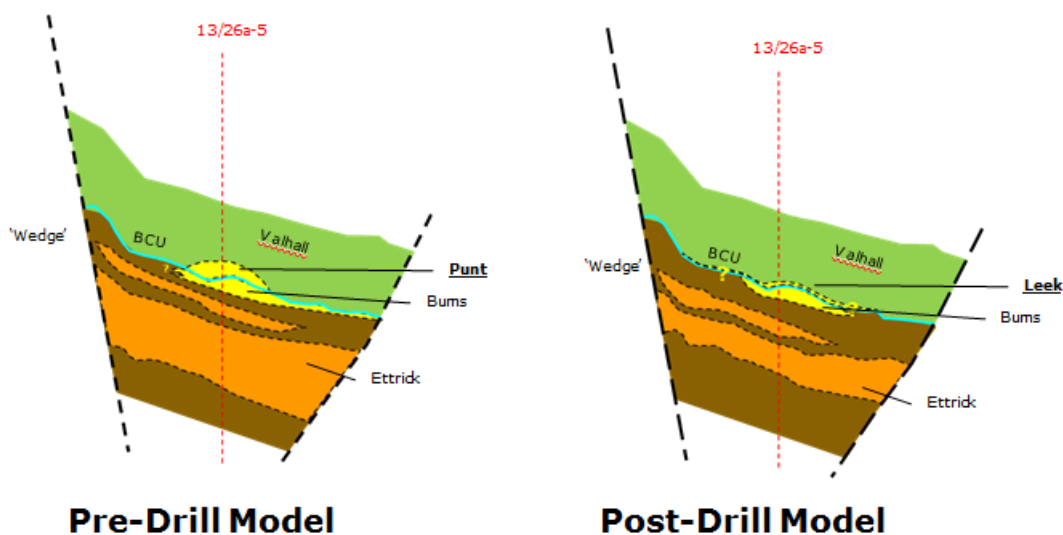 13/26a-5
'Wedge'
BCU
Valhall
?
Punt
Bums
Ettrick
Pre-Drill Model
13/26a-5
'Wedge'
BCU
Valhall
?
?
Leek
Bums
Ettrick
Post-Drill Model